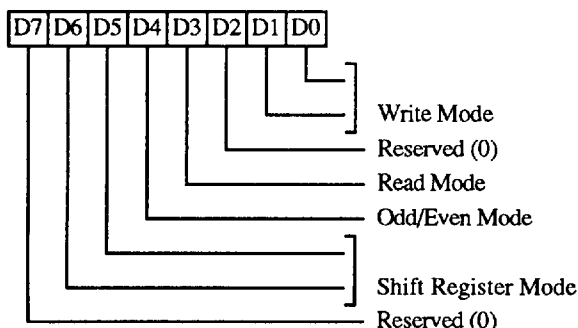 D7 D6 D5 D4 D3 D2 D1 D0
Write Mode
Reserved (0)
Read Mode
Odd/Even Mode
Shift Register Mode
Reserved (0)